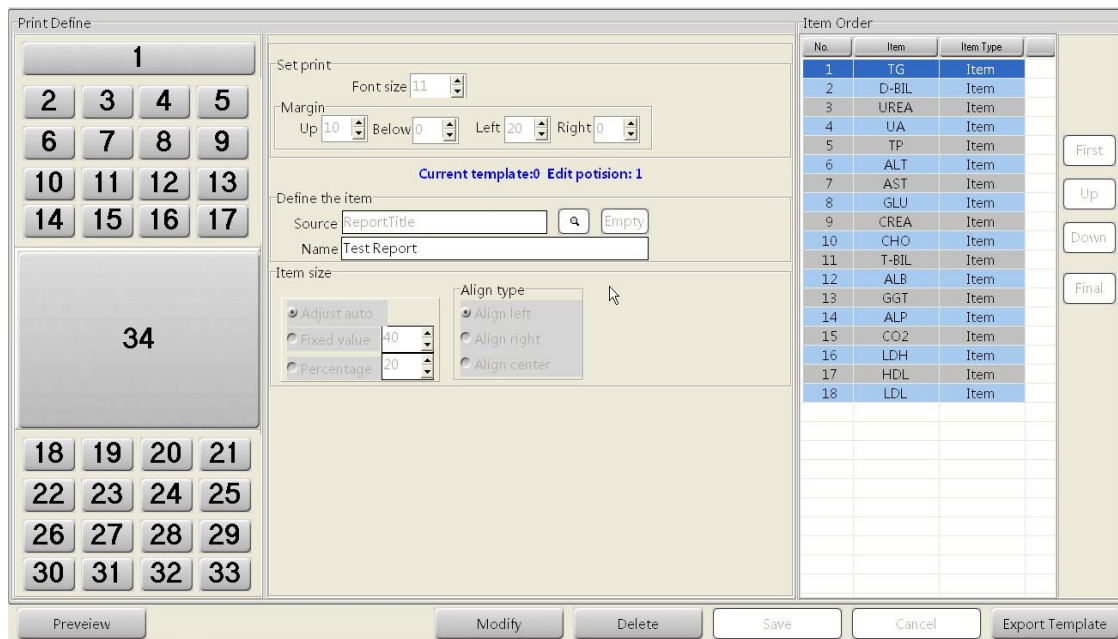 Print Define
1
2 3 4 5
6 7 8 9
10 11 12 13
14 15 16 17
34
18 19 20 21
22 23 24 25
26 27 28 29
30 31 32 33
Set print
Font size 11
Margin
Up 10 Below 0 Left 20 Right 0
Current template:0 Edit potision: 1
Define the item
Source ReportTitle Empty
Name Test Report
Item size
Adjust auto
Fixed value 40
Percentage 20
Align type
Align left
Align right
Align center
Item Order
No. Item Item Type
1 TG Item
2 D-BIL Item
3 UREA Item
4 UA Item
5 TP Item
6 ALT Item
7 AST Item
8 GLU Item
9 CREA Item
10 CHO Item
11 T-BIL Item
12 ALB Item
13 GGT Item
14 ALP Item
15 CO2 Item
16 LDH Item
17 HDL Item
18 LDL Item
First
Up
Down
Final
Preveiew Modify Delete Save Cancel Export Template